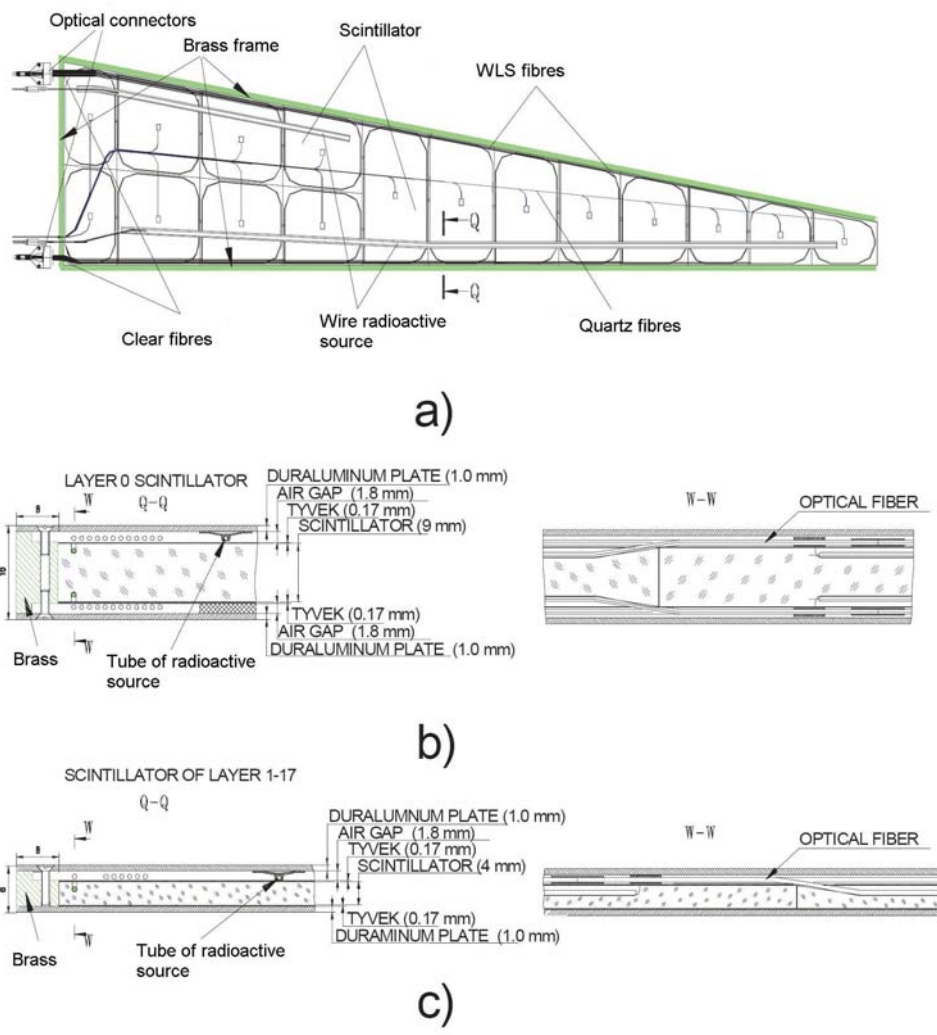 Optical connectors
Brass frame
Scintillator
WLS fibres
Q
Q
Clear fibres
Wire radioactive
source
Quartz fibres
a)
LAYER 0 SCINTILLATOR
Q-Q
W
8
DURALUMINUM PLATE (1.0 mm)
AIR GAP (1.8 mm)
TYVEK (0.17 mm)
SCINTILLATOR (9 mm)
W-W
OPTICAL FIBER
TYVEK (0.17 mm)
AIR GAP (1.8 mm)
DURALUMINUM PLATE (1.0 mm)
Brass
W
Tube of radioactive
source
b)
SCINTILLATOR OF LAYER 1-17
Q-Q
W
8
DURALUMNUM PLATE (1.0 mm)
AIR GAP (1.8 mm)
TYVEK (0.17 mm)
SCINTILLATOR (4 mm)
W-W
OPTICAL FIBER
8
TYVEK (0.17 mm)
DURAMINUM PLATE (1.0 mm)
W
Brass
Tube of radioactive
source
c)